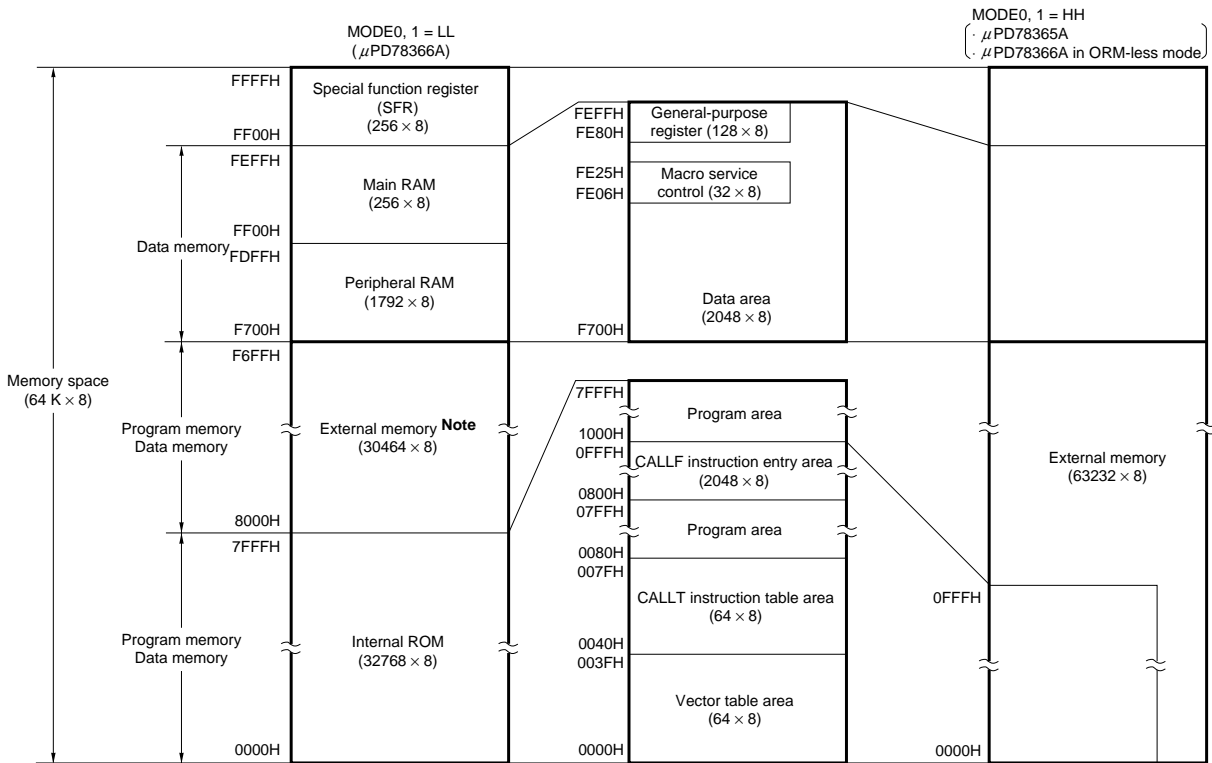 MODE0, 1 = LL
(μPD78366A)
MODE0, 1 = HH
· μPD78365A
· μPD78366A in ORM-less mode
FFFFH
Special function register
(SFR)
(256 × 8)
FF00H
FEFFH
Main RAM
(256 × 8)
FF00H
Data memory
FDFFH
Peripheral RAM
(1792 × 8)
F700H
F6FFH
Memory space
(64 K × 8)
Program memory
Data memory
External memory Note
(30464 × 8)
8000H
7FFFH
Program memory
Data memory
Internal ROM
(32768 × 8)
0000H
FEFFH
General-purpose
register (128 × 8)
FE80H
FE25H
Macro service
control (32 × 8)
FE06H
Data area
(2048 × 8)
F700H
7FFFH
Program area
1000H
0FFFH
CALLF instruction entry area
(2048 × 8)
0800H
07FFH
Program area
0080H
007FH
CALLT instruction table area
(64 × 8)
0040H
003FH
Vector table area
(64 × 8)
0000H
External memory
(63232 × 8)
0FFFH
0000H